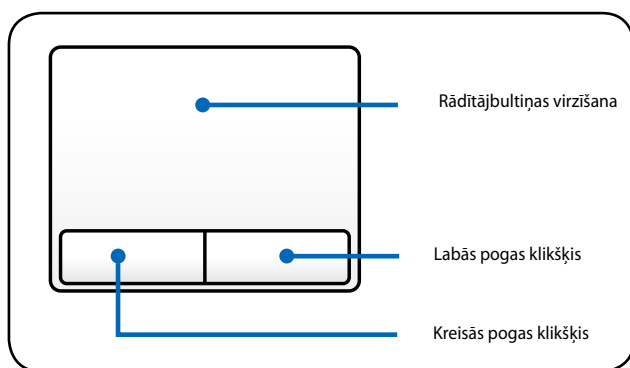 Rādītājbultiņas virzīšana
Labās pogas klikšķis
Kreisās pogas klikšķis